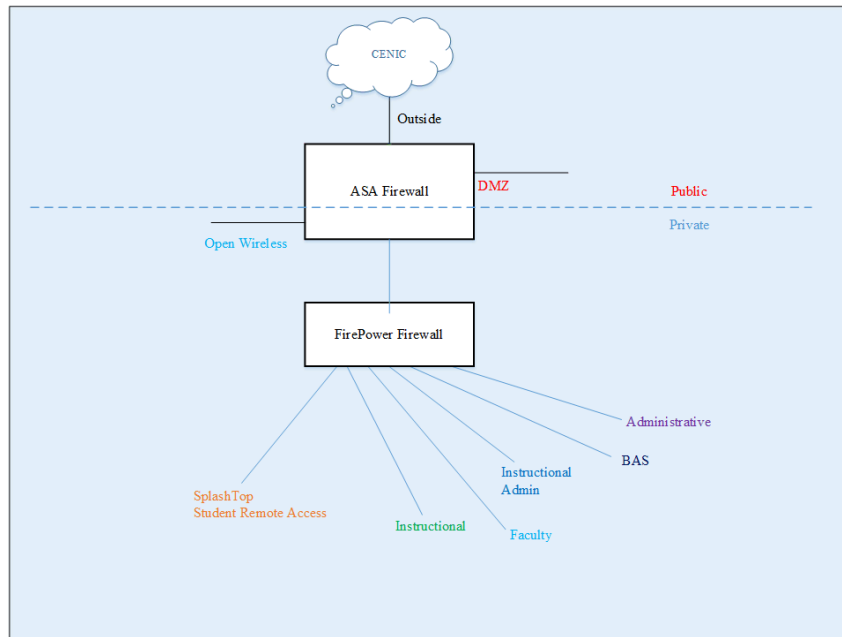 CENIC
Outside
ASA Firewall
DMZ
Public
Private
Open Wireless
FirePower Firewall
Administrative
BAS
Instructional
Admin
SplashTop
Student Remote Access
Instructional
Faculty